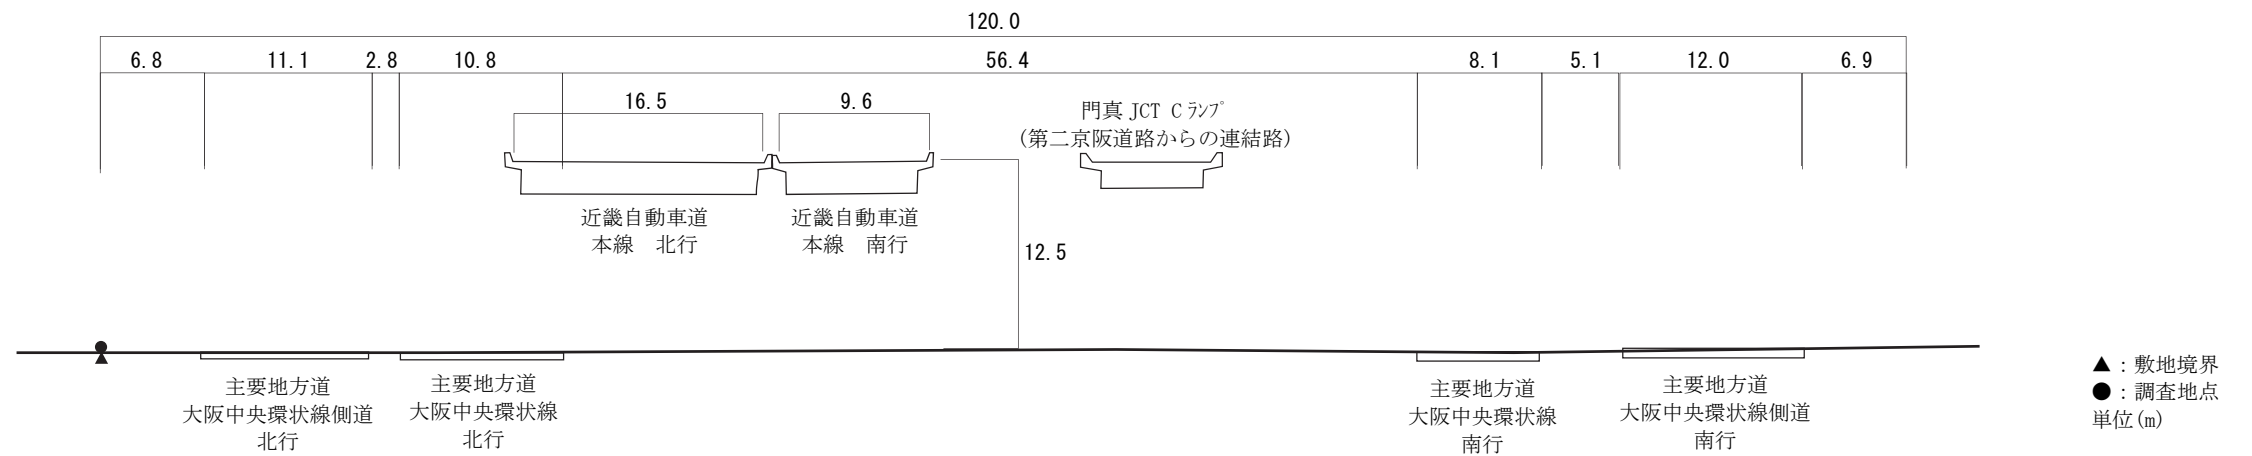 120.0
6.8
11.1
2.8
10.8
56.4
8.1
5.1
12.0
6.9
16.5
9.6
門真 JCT C ﾗﾝﾌﾟ
(第二京阪道路からの連結路)
近畿自動車道
本線　北行
近畿自動車道
本線　南行
12.5
主要地方道
大阪中央環状線側道
北行
主要地方道
大阪中央環状線
北行
主要地方道
大阪中央環状線
南行
主要地方道
大阪中央環状線側道
南行
▲：敷地境界
●：調査地点
単位(m)